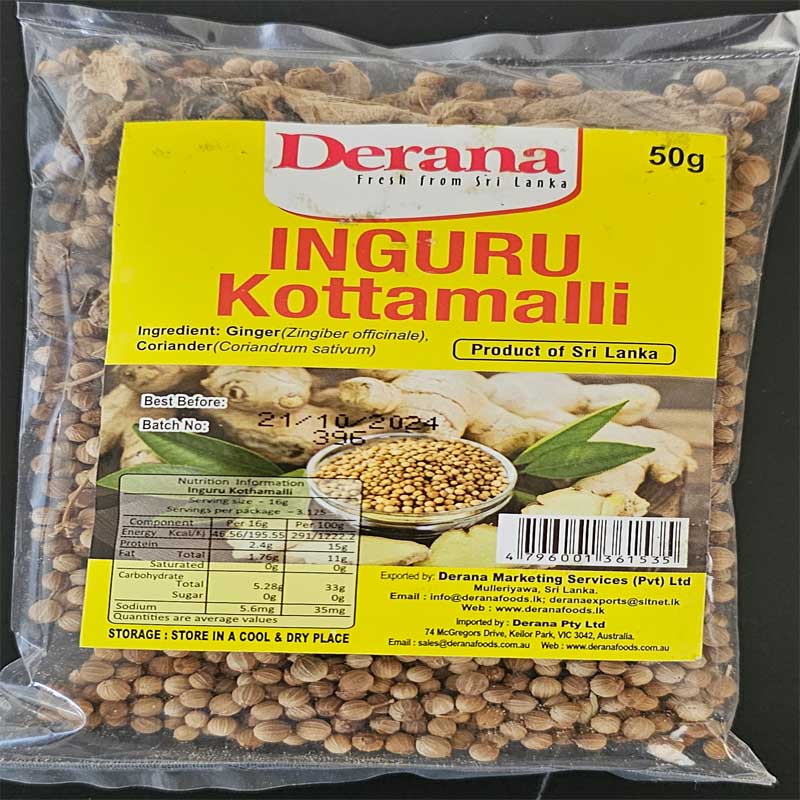 Derana
50g
Fresh from Sri Lanka
INGURU
Kottamalli
Ingredient: Ginger(Zingiber officinale),
Coriander(Coriandrum sativum)
Product of Sri Lanka
Best Before: 21/10/2024
Batch No: 396
Nutrition Information
Inguru Kothamalli
Serving size - 16g
Servings per package - 3.125
Component Per 16g Per 100g
Energy Kcal/KJ 46.56/195.55 291/1222.2
Protein 2.4g 15g
Fat Total 1.76g 11g
Saturated 0g 0g
Carbohydrate
Total 5.28g 33g
Sugar 0g 0g
Sodium 5.6mg 35mg
Quantities are average values
STORAGE : STORE IN A COOL & DRY PLACE
4 796001 361535
Exported by: Derana Marketing Services (Pvt) Ltd
Mulleriyawa, Sri Lanka.
Email : info@deranafoods.lk; deranaexports@sltnet.lk
Web : www.deranafoods.lk
Imported by : Derana Pty Ltd
74 McGregors Drive, Keilor Park, VIC 3042, Australia.
Email : sales@deranafoods.com.au Web : www.deranafoods.com.au